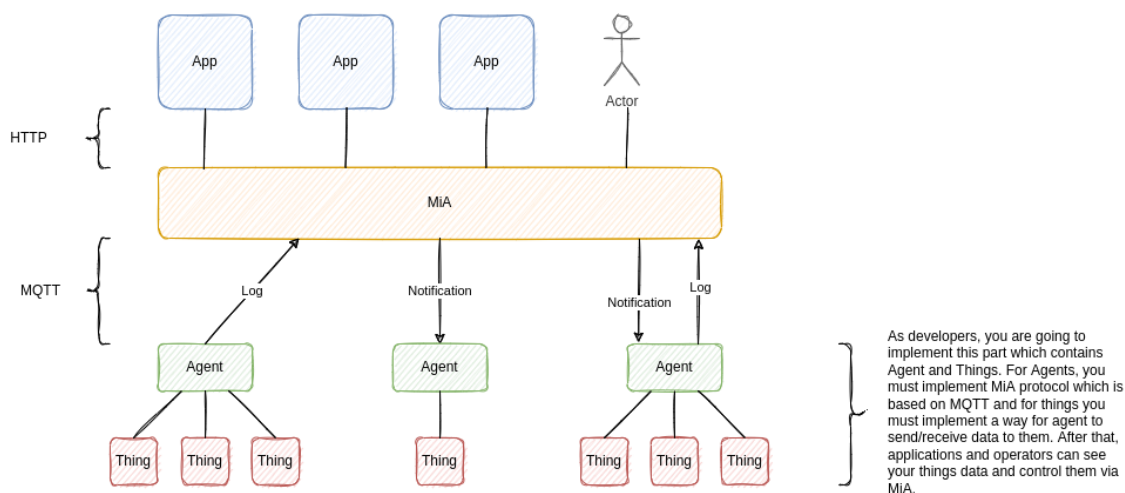 App
App
App
Actor
HTTP
MiA
MQTT
Log
Notification
Notification
Log
Agent
Agent
Agent
Thing
Thing
Thing
Thing
Thing
Thing
Thing
As developers, you are going to
implement this part which contains
Agent and Things. For Agents, you
must implement MiA protocol which is
based on MQTT and for things you
must implement a way for agent to
send/receive data to them. After that,
applications and operators can see
your things data and control them via
MiA.